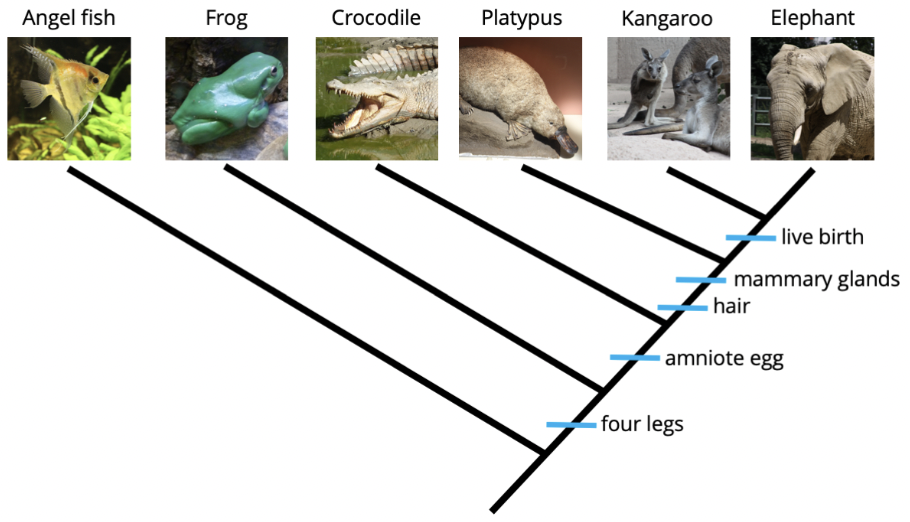 Angel fish
Frog
Crocodile
Platypus
Kangaroo
Elephant
live birth
mammary glands
hair
amniote egg
four legs